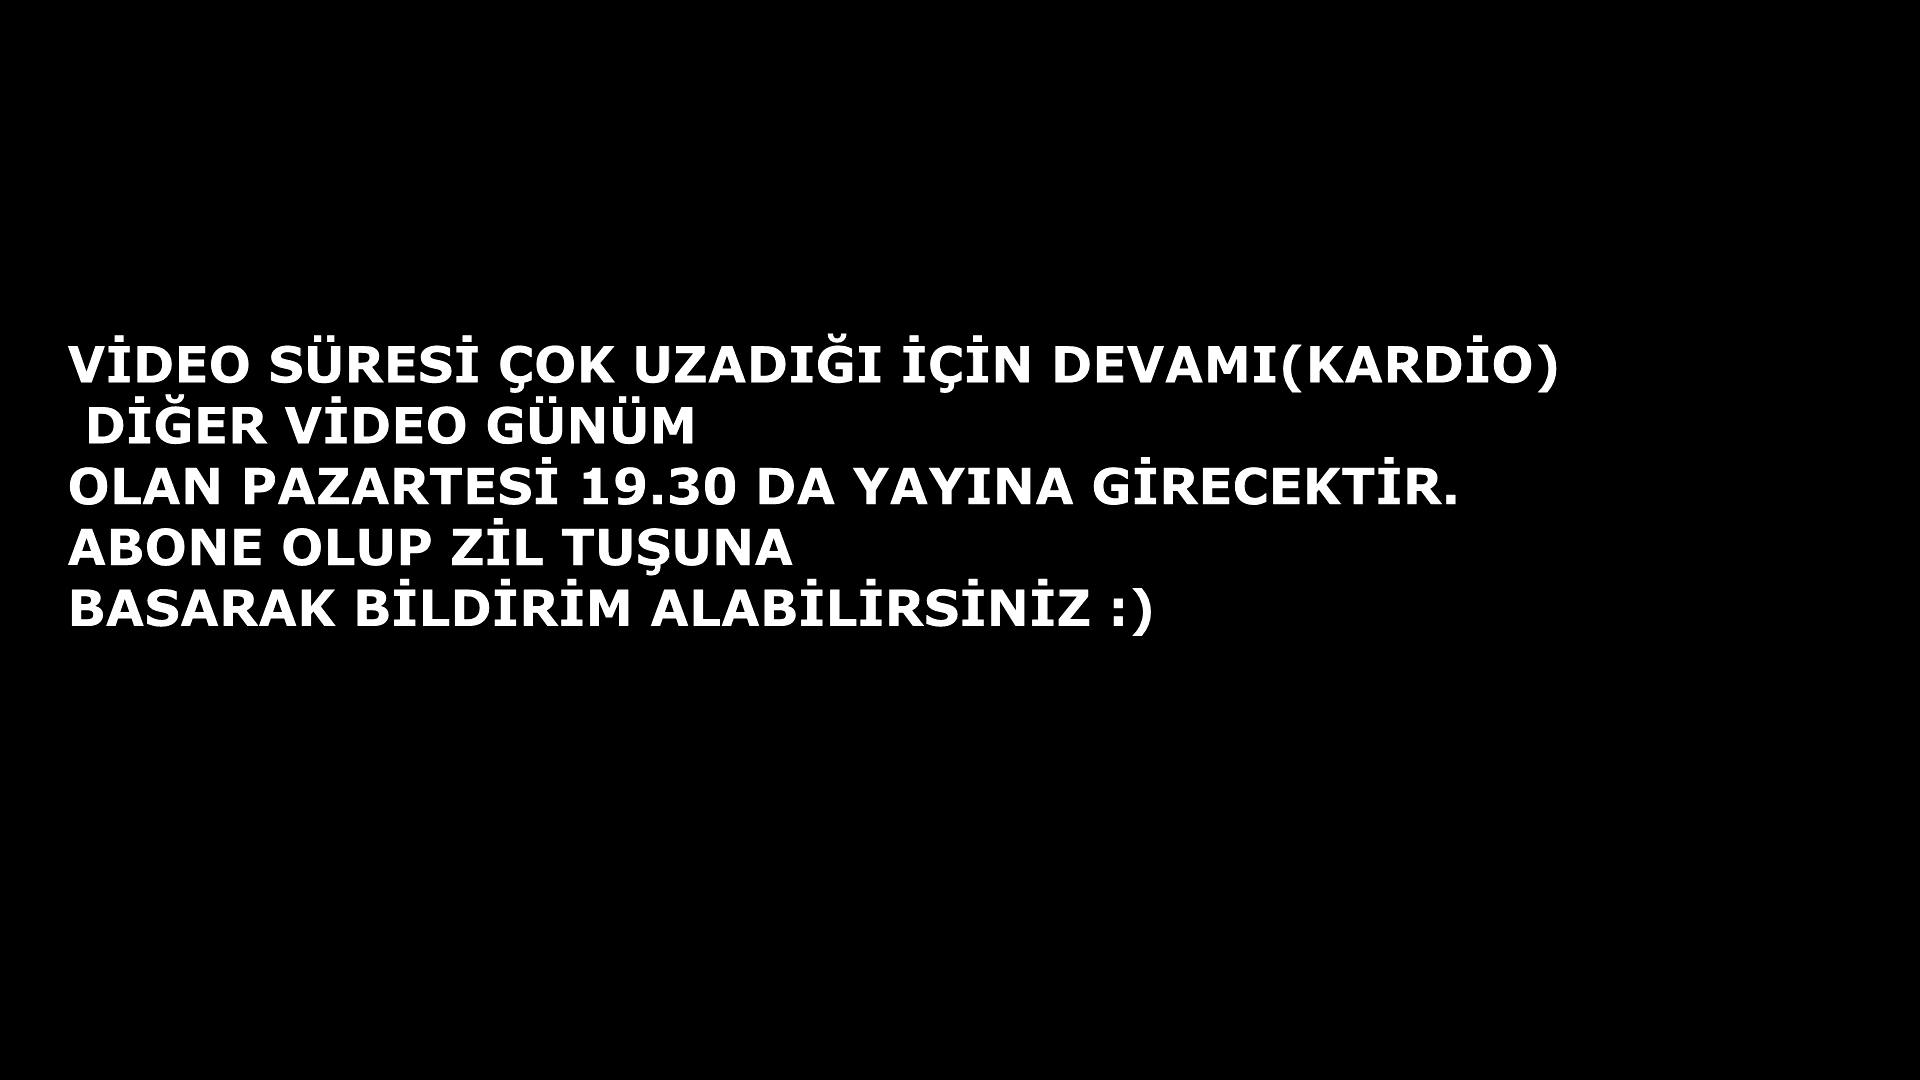 VİDEO SÜRESİ ÇOK UZADIĞI İÇİN DEVAMI(KARDİO)
DİĞER VİDEO GÜNÜM
OLAN PAZARTESİ 19.30 DA YAYINA GİRECEKTİR.
ABONE OLUP ZİL TUŞUNA
BASARAK BİLDİRİM ALABİLİRSİNİZ :)